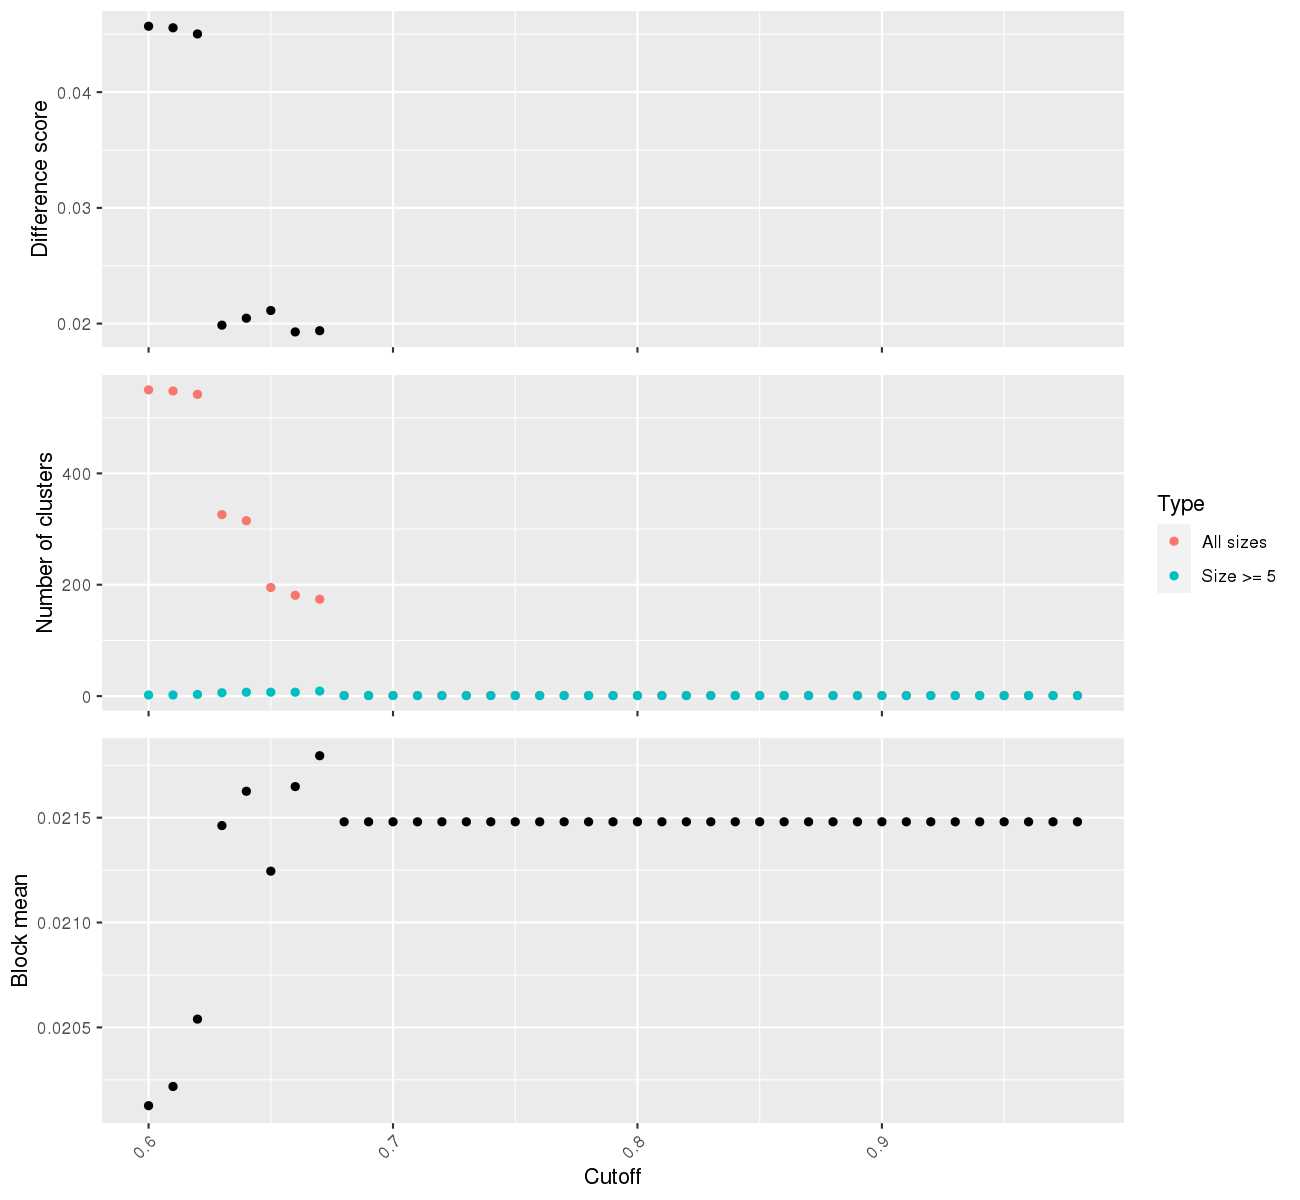 Difference score
0.04
0.03
0.02
Number of clusters
400
200
0
Type
All sizes
Size >= 5
Block mean
0.0215
0.0210
0.0205
0.6
0.7
0.8
0.9
Cutoff